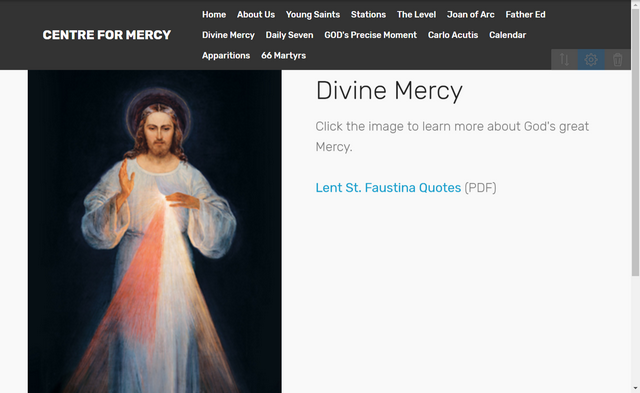 CENTRE FOR MERCY
Home About Us Young Saints Stations The Level Joan of Arc Father Ed
Divine Mercy Daily Seven GOD's Precise Moment Carlo Acutis Calendar
Apparitions 66 Martyrs
Divine Mercy
Click the image to learn more about God's great
Mercy.
Lent St. Faustina Quotes (PDF)